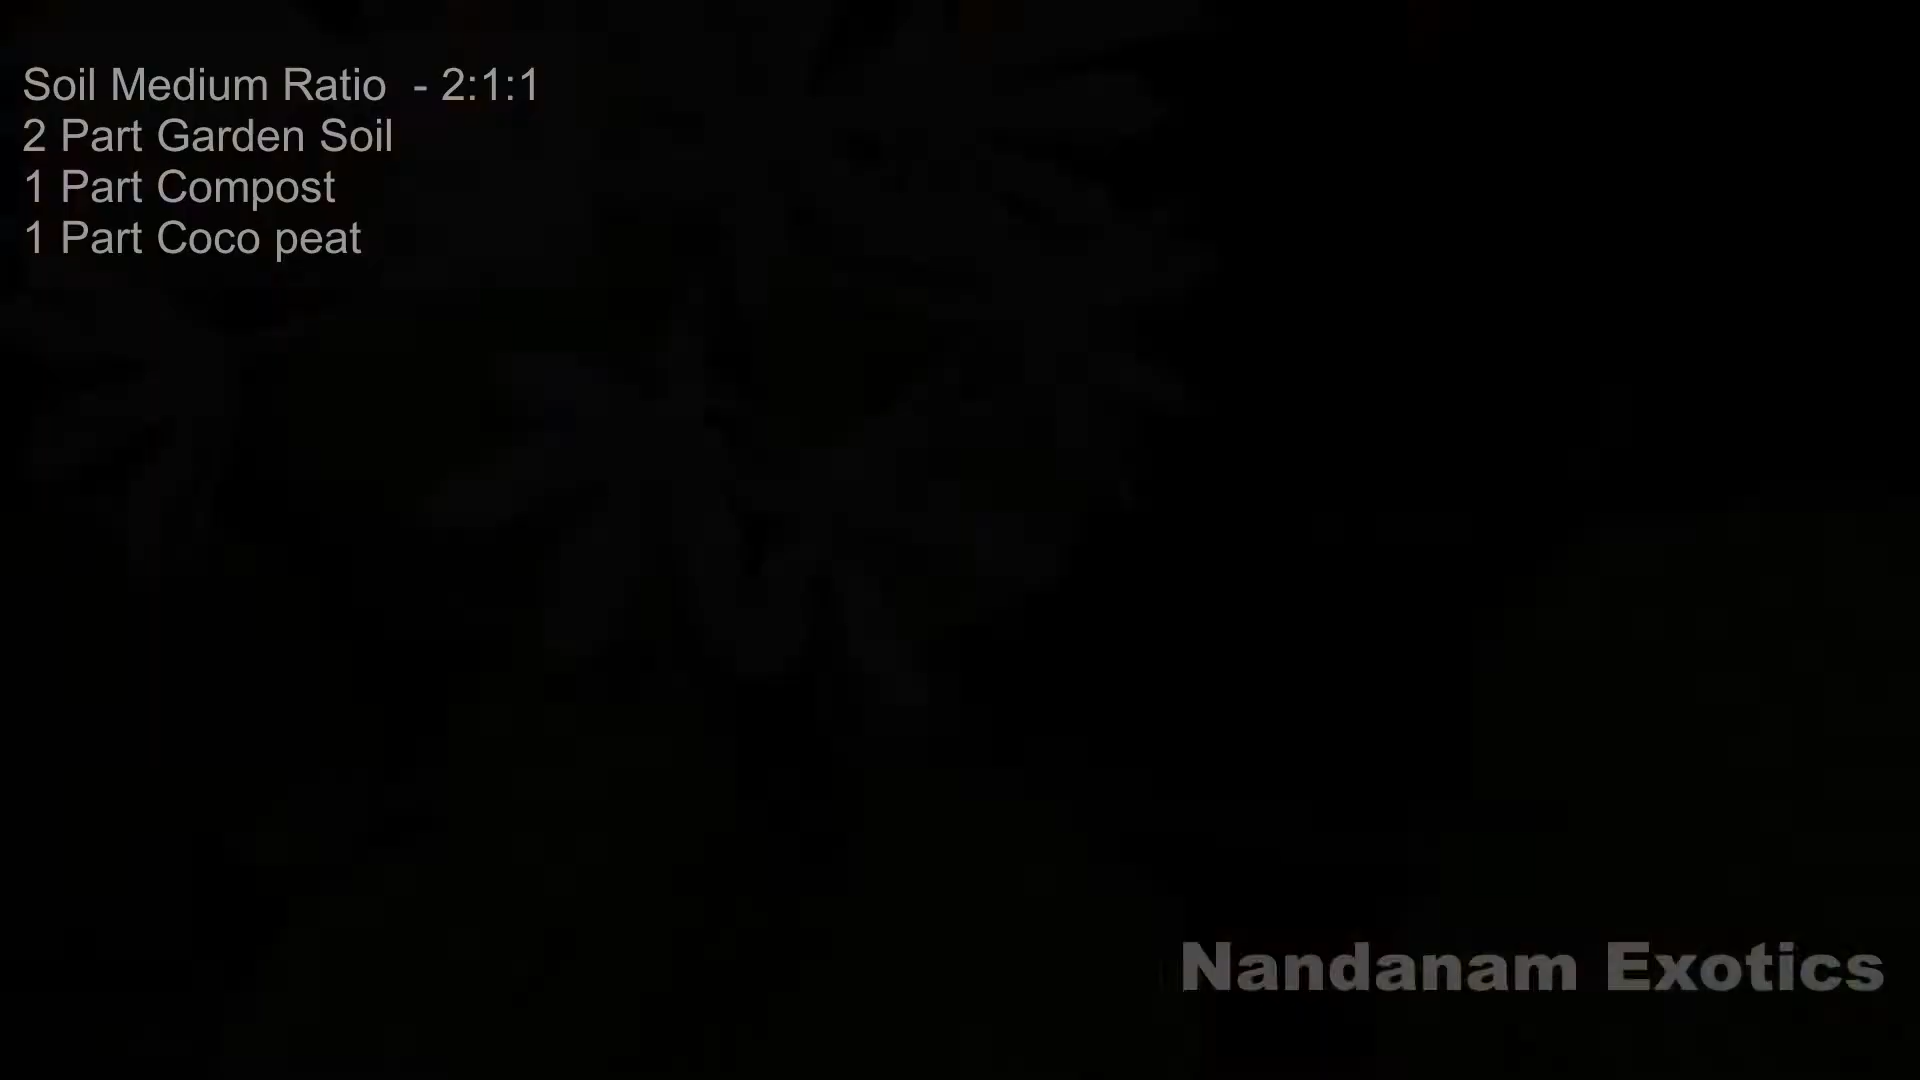 Soil Medium Ratio  - 2:1:1
2 Part Garden Soil
1 Part Compost
1 Part Coco peat
Nandanam Exotics